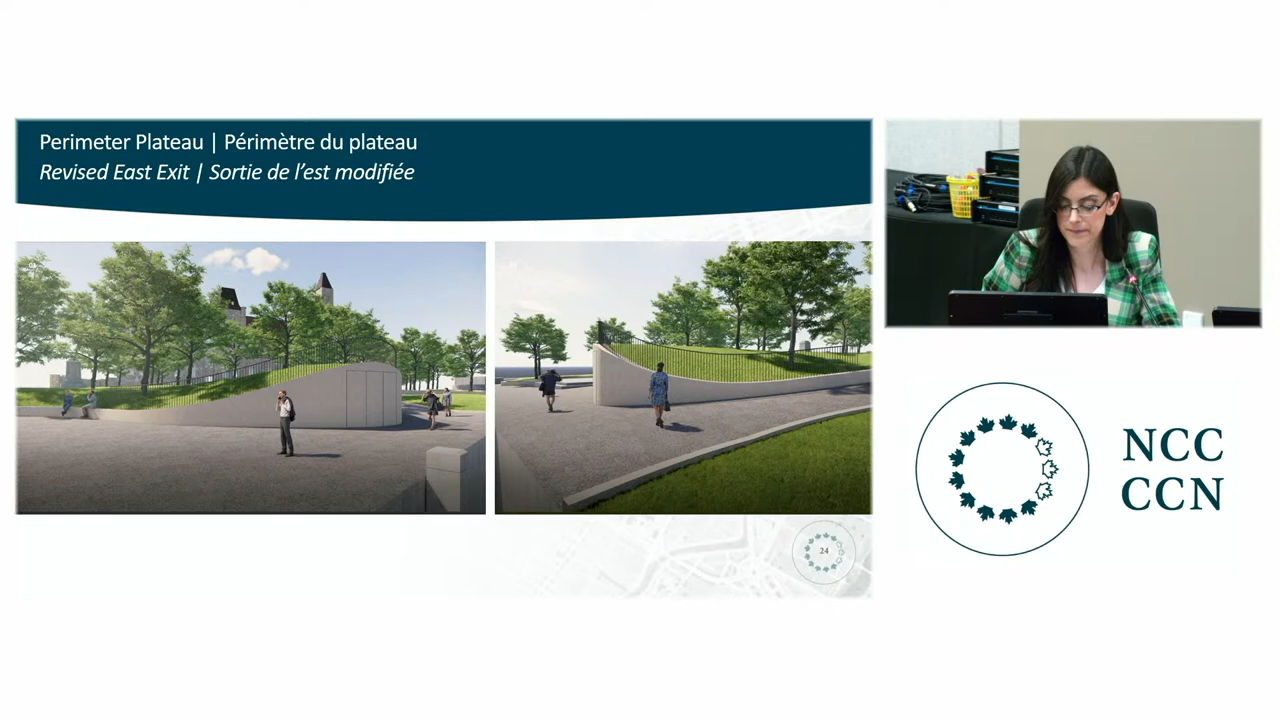 Perimeter Plateau | Périmètre du plateau
Revised East Exit | Sortie de l’est modifiée
24
NCC
CCN